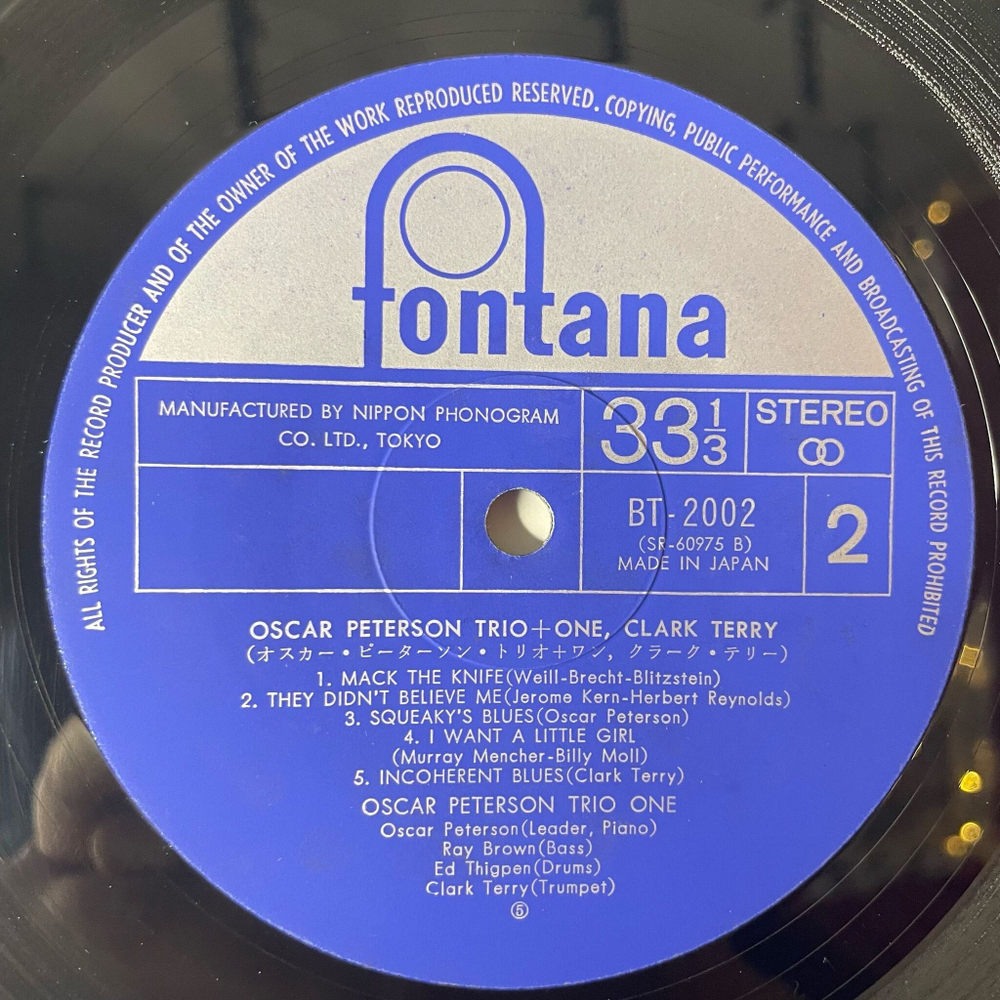 ALL RIGHTS OF THE RECORD PRODUCER AND OF THE OWNER OF THE WORK REPRODUCED RESERVED. COPYING, PUBLIC PERFORMANCE AND BROADCASTING OF THIS RECORD PROHIBITED
fontana
MANUFACTURED BY NIPPON PHONOGRAM
CO. LTD., TOKYO
33 1/3
STEREO
BT-2002
(SR-60975 B)
MADE IN JAPAN
2
OSCAR PETERSON TRIO+ONE, CLARK TERRY
(オスカー・ピーターソン・トリオ+ワン, クラーク・テリー)
1. MACK THE KNIFE(Weill-Brecht-Blitzstein)
2. THEY DIDN'T BELIEVE ME(Jerome Kern-Herbert Reynolds)
3. SQUEAKY'S BLUES(Oscar Peterson)
4. I WANT A LITTLE GIRL
(Murray Mencher-Billy Moll)
5. INCOHERENT BLUES(Clark Terry)
OSCAR PETERSON TRIO ONE
Oscar Peterson(Leader, Piano)
Ray Brown(Bass)
Ed Thigpen(Drums)
Clark Terry(Trumpet)
⑤